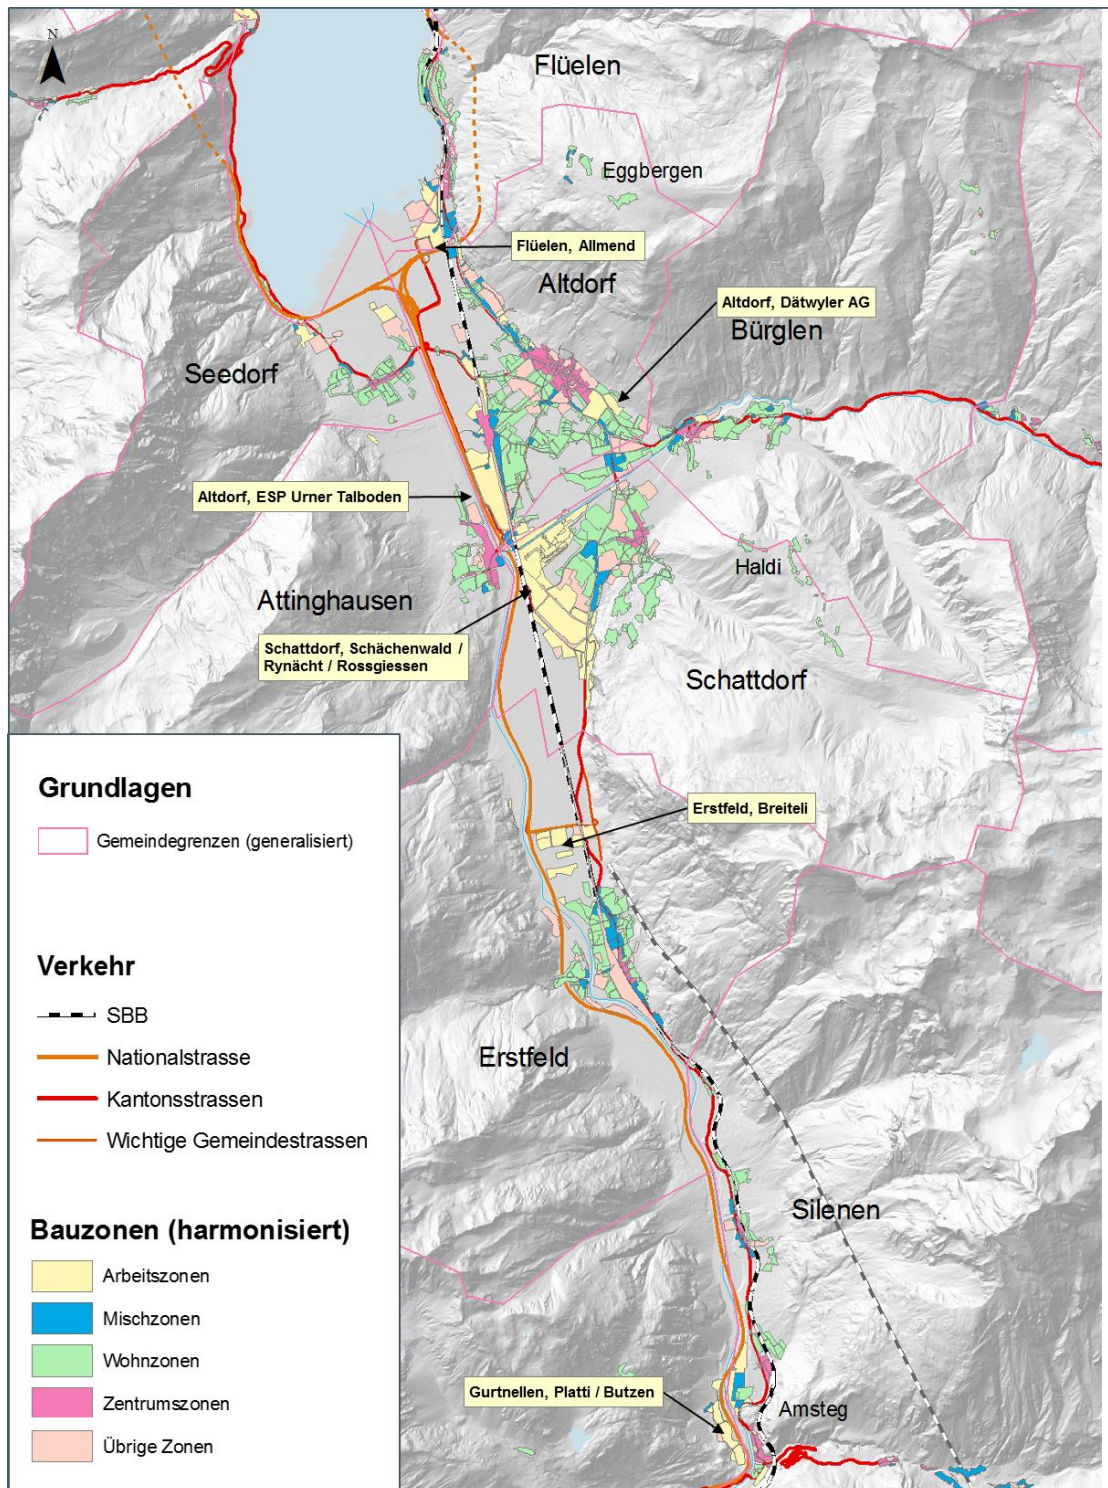 N
Flüelen
Eggbergen
Flüelen, Allmend
Altdorf
Altdorf, Dätwyler AG
Bürglen
Seedorf
Altdorf, ESP Urner Talboden
Haldi
Attinghausen
Schattdorf, Schächenwald /
Rynächt / Rossgiessen
Schattdorf
Erstfeld, Breiteli
Erstfeld
Silenen
Gurtnellen, Platti / Butzen
Amsteg
Grundlagen
Gemeindegrenzen (generalisiert)
Verkehr
SBB
Nationalstrasse
Kantonsstrassen
Wichtige Gemeindestrassen
Bauzonen (harmonisiert)
Arbeitszonen
Mischzonen
Wohnzonen
Zentrumszonen
Übrige Zonen